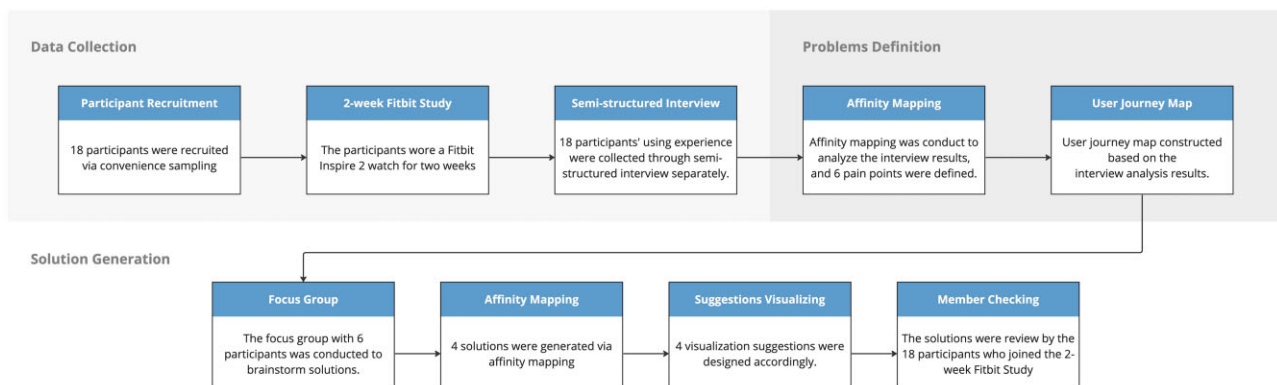 Data Collection
Problems Definition
Participant Recruitment
18 participants were recruited
via convenience sampling
2-week Fitbit Study
The participants wore a Fitbit
Inspire 2 watch for two weeks
Semi-structured Interview
18 participants' using experience
were collected through semi-
structured interview separately.
Affinity Mapping
Affinity mapping was conduct to
analyze the interview results,
and 6 pain points were defined.
User Journey Map
User journey map constructed
based on the
interview analysis results.
Solution Generation
Focus Group
The focus group with 6
participants was conducted to
brainstorm solutions.
Affinity Mapping
4 solutions were generated via
affinity mapping
Suggestions Visualizing
4 visualization suggestions were
designed accordingly.
Member Checking
The solutions were review by the
18 participants who joined the 2-
week Fitbit Study